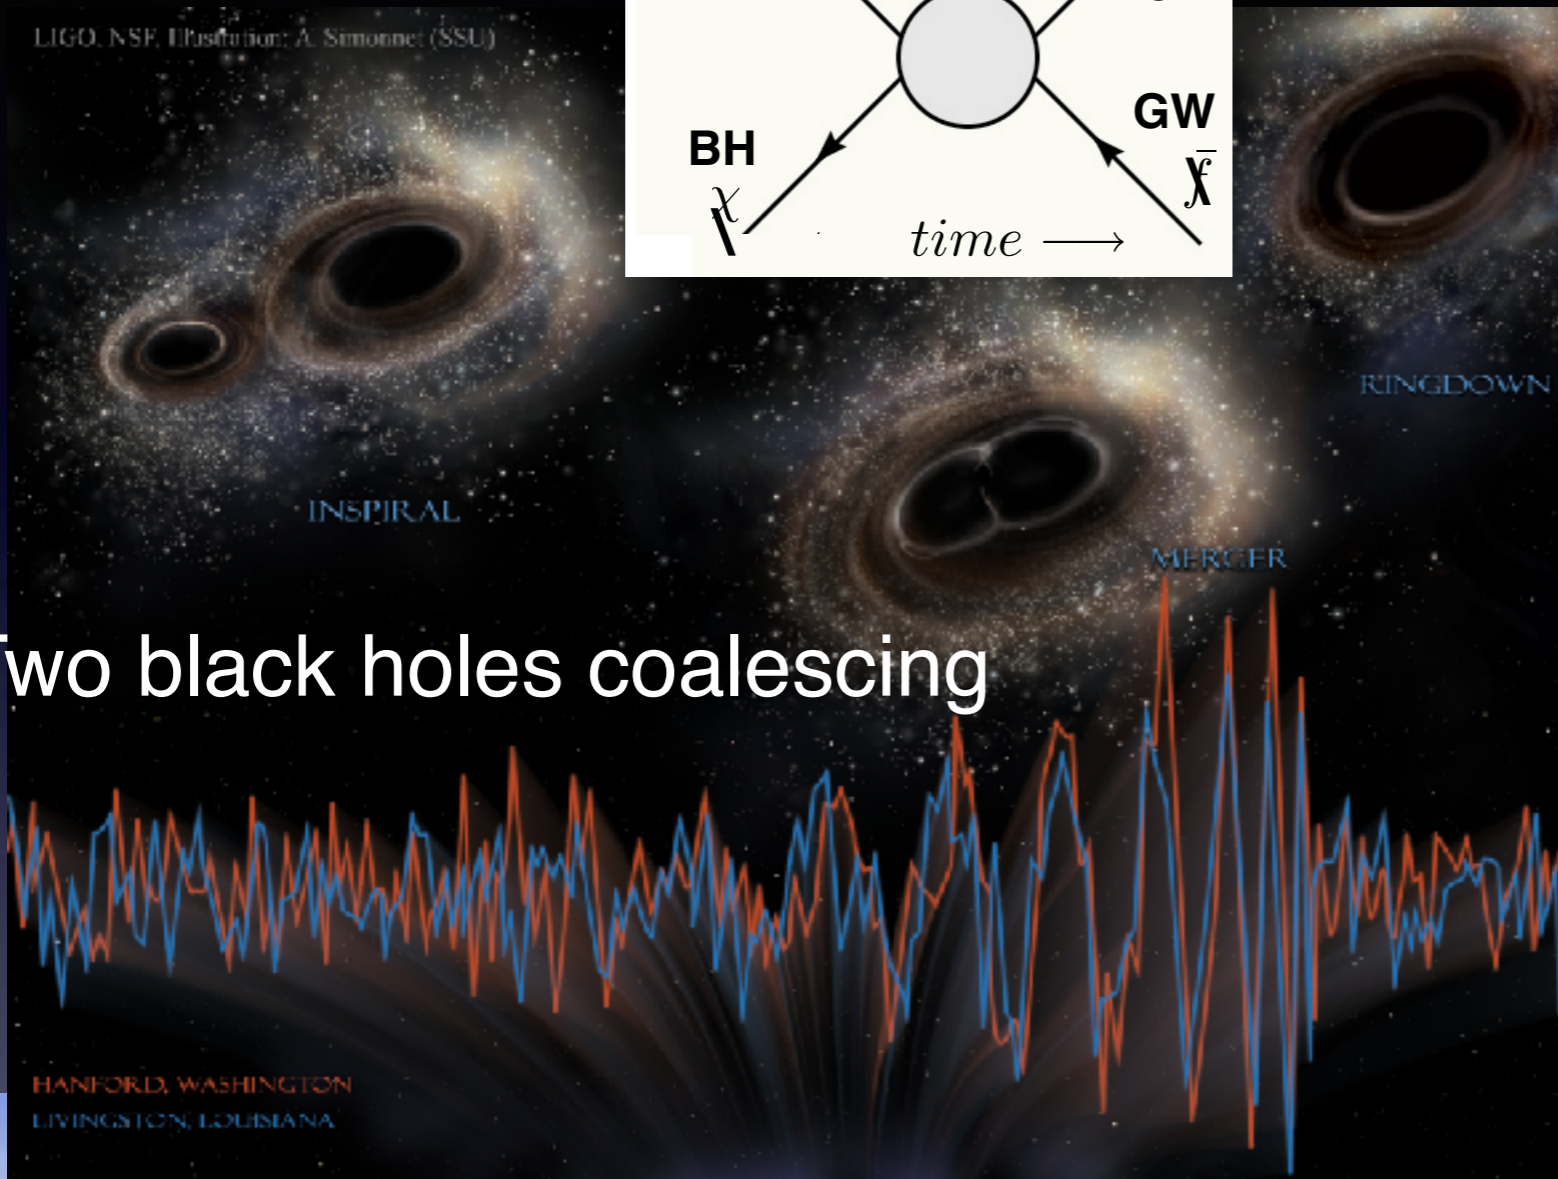 LIGO, NSF, Illustration: A. Simonnet (SSU)
GW
BH
χ
f̄
time ⟶
RINGDOWN
INSPIRAL
MERGER
wo black holes coalescing
HANFORD, WASHINGTON
LIVINGSTON, LOUISIANA